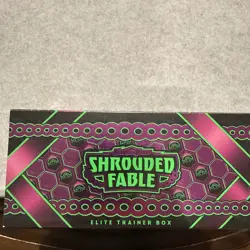 SHROUDED
FABLE
ELITE TRAINER BOX